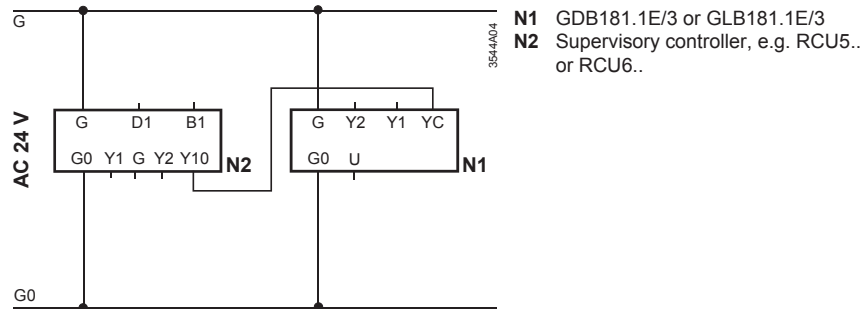 G
3544A04
N1 GDB181.1E/3 or GLB181.1E/3
N2 Supervisory controller, e.g. RCU5..
or RCU6..
AC 24 V
G D1 B1
G0 Y1 G Y2 Y10
N2
G Y2 Y1 YC
G0 U
N1
G0